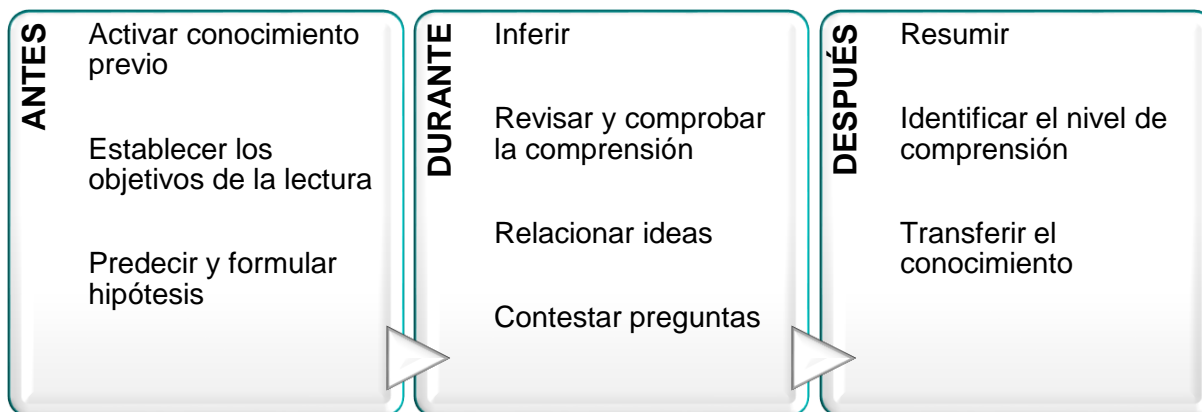 ANTES
Activar conocimiento
previo
Establecer los
objetivos de la lectura
Predecir y formular
hipótesis
DURANTE
Inferir
Revisar y comprobar
la comprensión
Relacionar ideas
Contestar preguntas
DESPUÉS
Resumir
Identificar el nivel de
comprensión
Transferir el
conocimiento